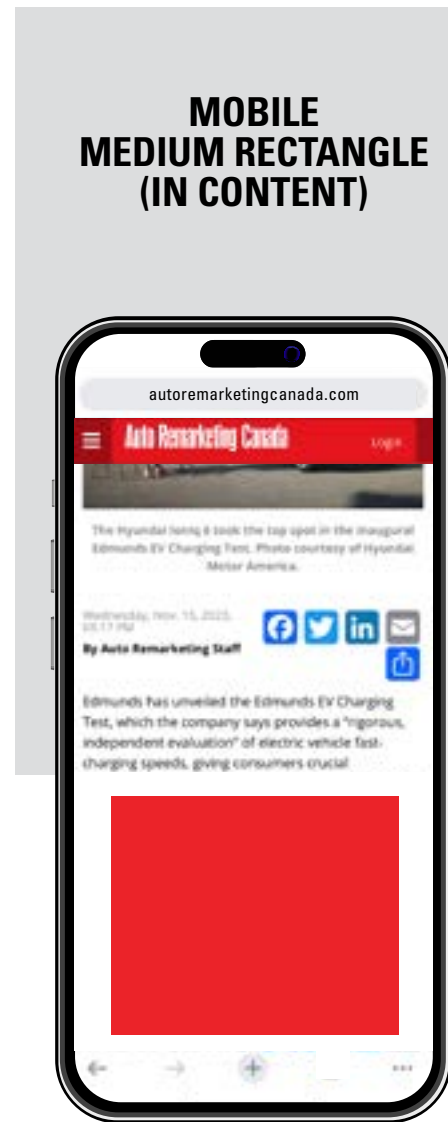 MOBILE
MEDIUM RECTANGLE
(IN CONTENT)
autoremarketingcanada.com
Auto Remarketing Canada
Login
The Hyundai Ioniq 6 took the top spot in the inaugural
Edmunds EV Charging Test. Photo courtesy of Hyundai
Motor America.
Wednesday, Nov. 15, 2023,
03:17 PM
By Auto Remarketing Staff
Edmunds has unveiled the Edmunds EV Charging
Test, which the company says provides a "rigorous,
independent evaluation" of electric vehicle fast-
charging speeds, giving consumers crucial